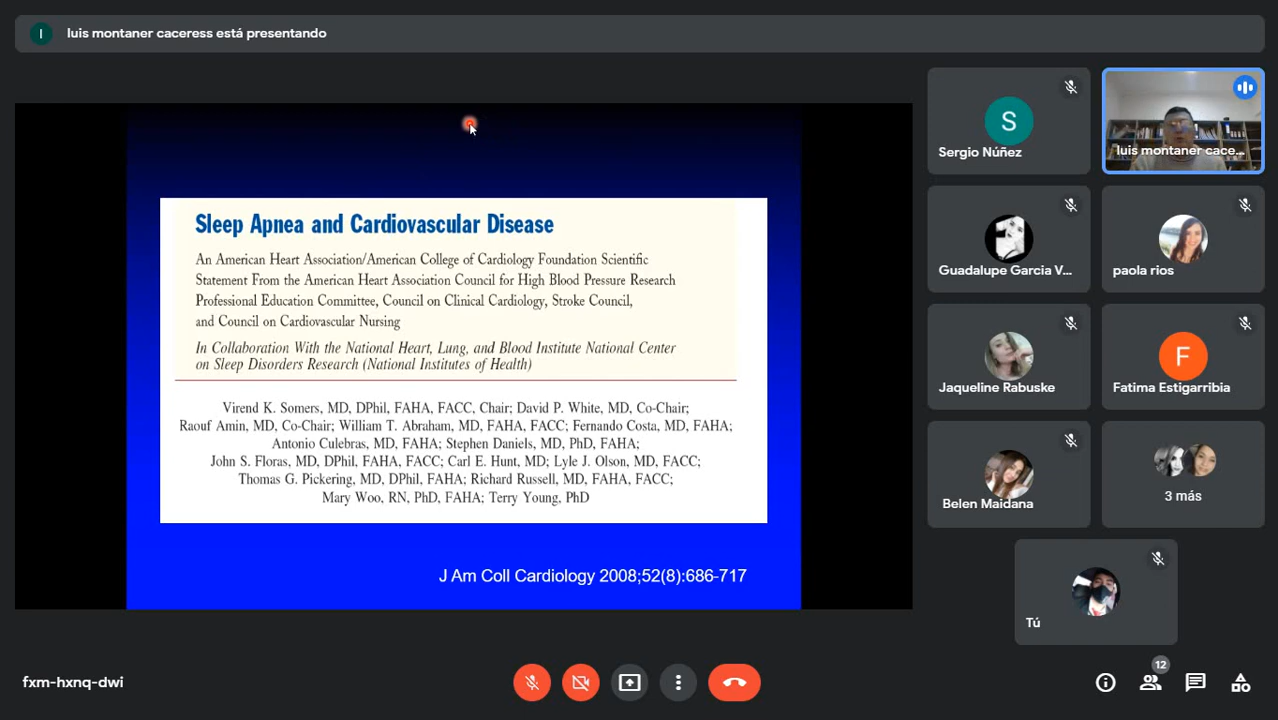 I
luis montaner caceress está presentando
Sleep Apnea and Cardiovascular Disease
An American Heart Association/American College of Cardiology Foundation Scientific
Statement From the American Heart Association Council for High Blood Pressure Research
Professional Education Committee, Council on Clinical Cardiology, Stroke Council,
and Council on Cardiovascular Nursing
In Collaboration With the National Heart, Lung, and Blood Institute National Center
on Sleep Disorders Research (National Institutes of Health)
Virend K. Somers, MD, DPhil, FAHA, FACC, Chair; David P. White, MD, Co-Chair;
Raouf Amin, MD, Co-Chair; William T. Abraham, MD, FAHA, FACC; Fernando Costa, MD, FAHA;
Antonio Culebras, MD, FAHA; Stephen Daniels, MD, PhD, FAHA;
John S. Floras, MD, DPhil, FAHA, FACC; Carl E. Hunt, MD; Lyle J. Olson, MD, FACC;
Thomas G. Pickering, MD, DPhil, FAHA; Richard Russell, MD, FAHA, FACC;
Mary Woo, RN, PhD, FAHA; Terry Young, PhD
J Am Coll Cardiology 2008;52(8):686-717
S
Sergio Núñez
luis montaner cace...
Guadalupe Garcia V...
paola rios
Jaqueline Rabuske
F
Fatima Estigarribia
Belen Maidana
3 más
Tú
fxm-hxnq-dwi
12